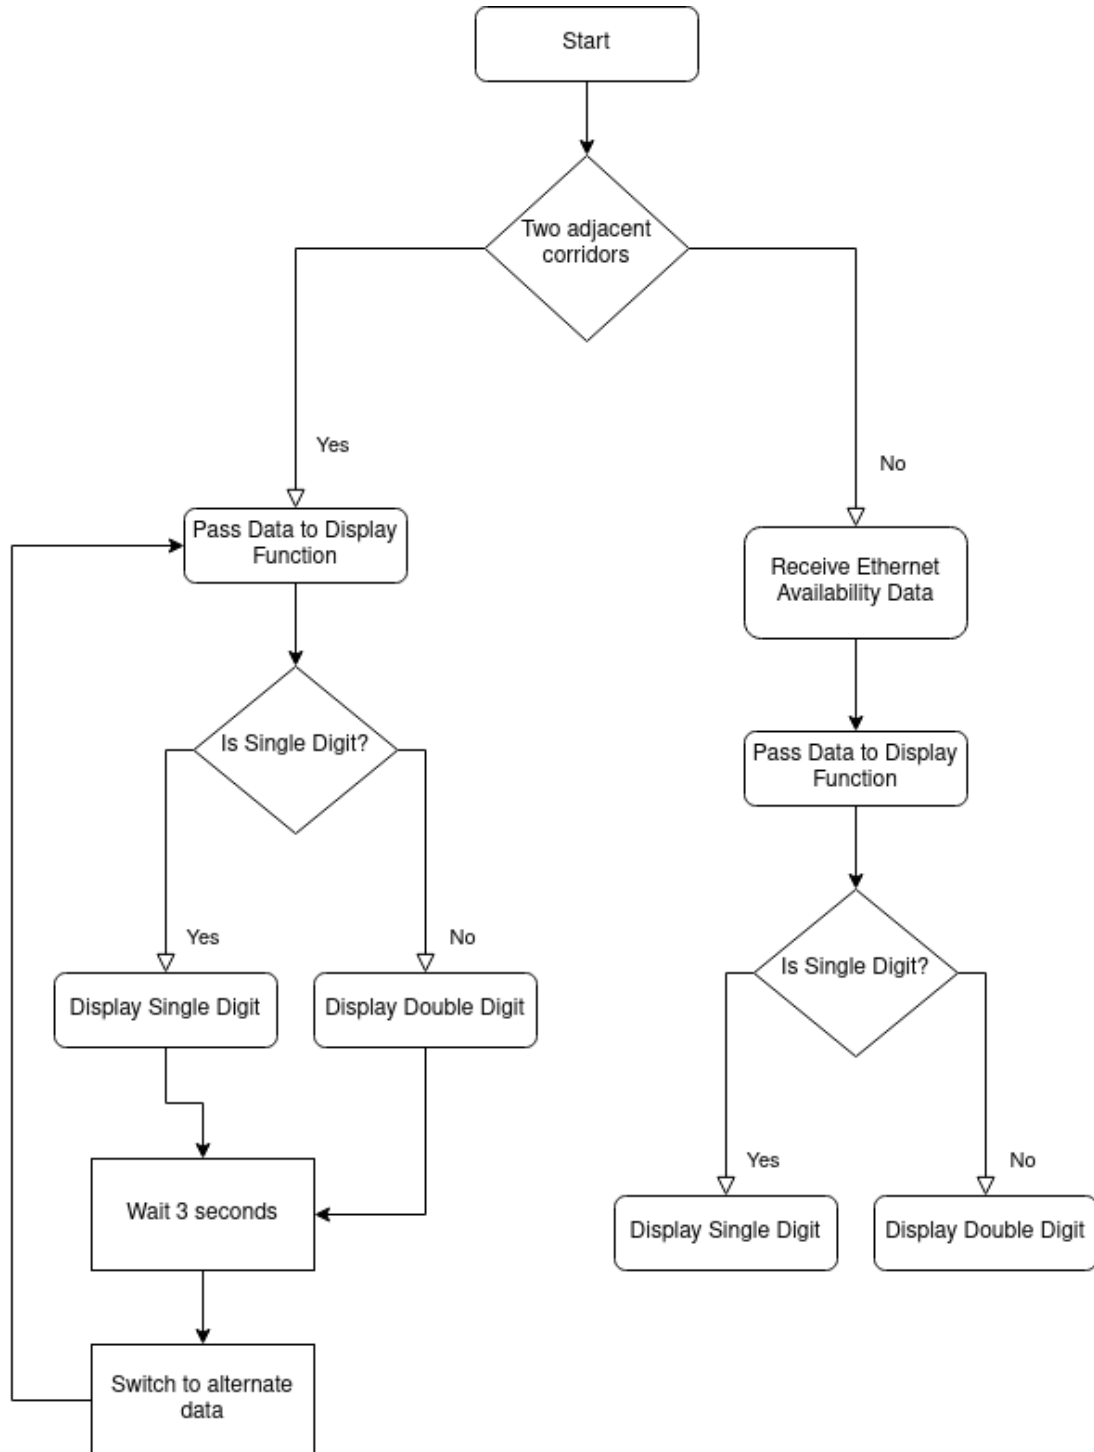 Start
Two adjacent
corridors
Yes
No
Pass Data to Display
Function
Receive Ethernet
Availability Data
Is Single Digit?
Pass Data to Display
Function
Yes
No
Is Single Digit?
Display Single Digit
Display Double Digit
Yes
No
Wait 3 seconds
Display Single Digit
Display Double Digit
Switch to alternate
data